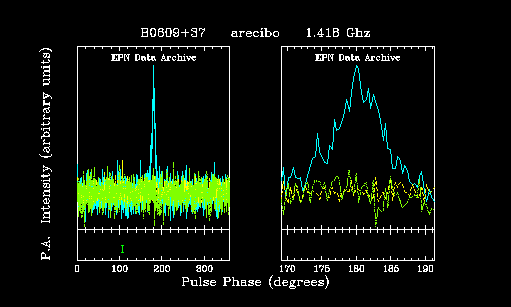 B0609+37 arecibo 1.418 Ghz
EPN Data Archive EPN Data Archive
P.A. Intensity (arbitrary units)
0 100 200 300 170 175 180 185 190
Pulse Phase (degrees)